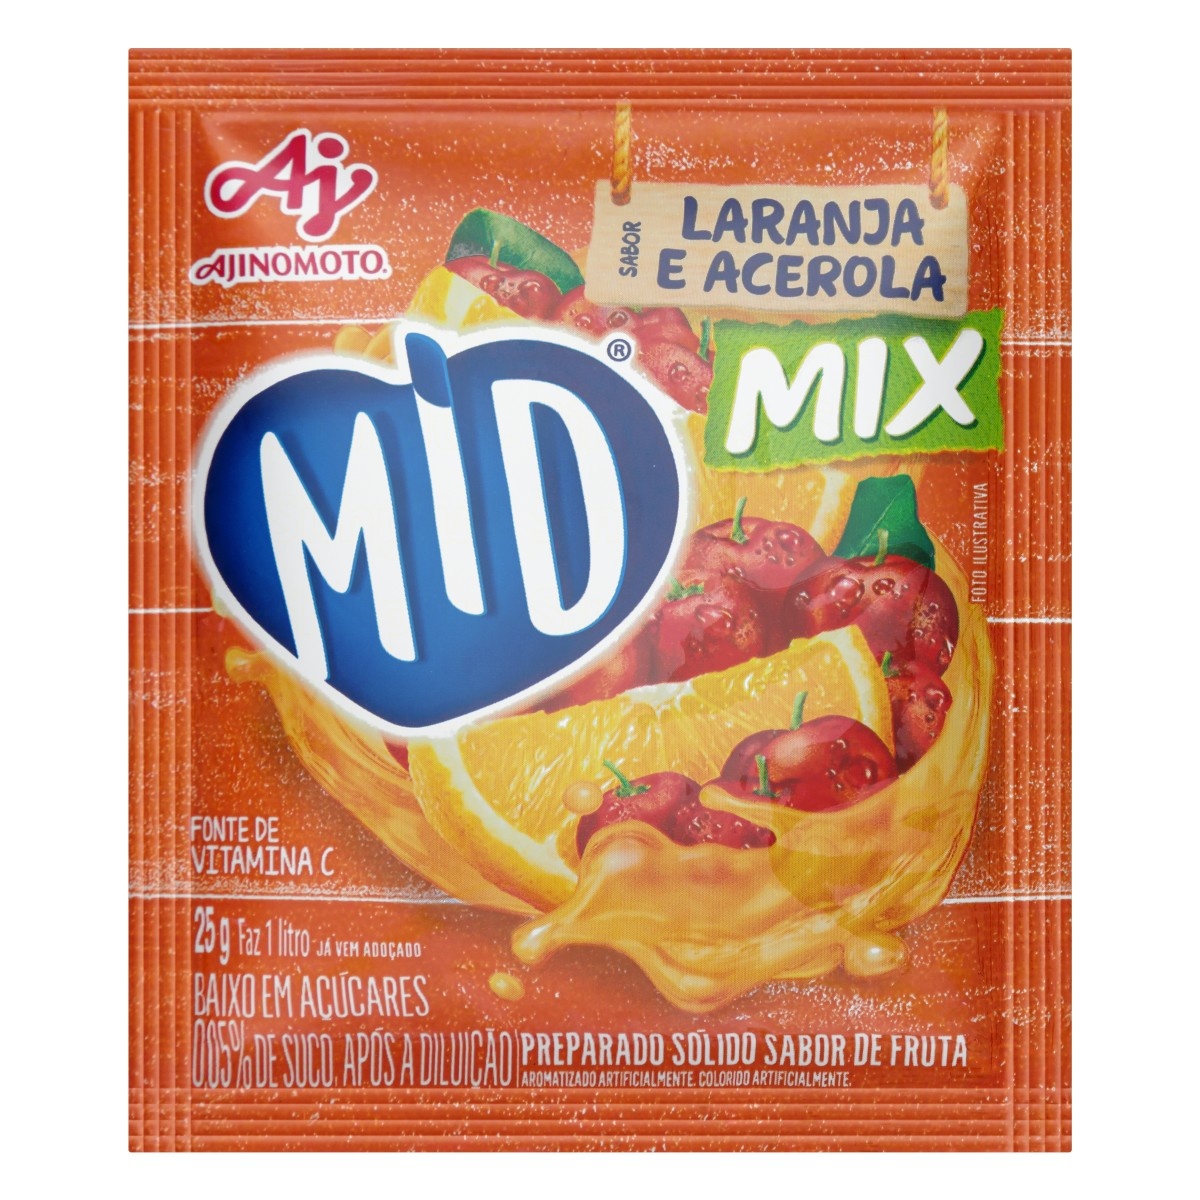 Aj
AJINOMOTO®
SABOR
LARANJA
E ACEROLA
MIX
MID®
FOTO ILUSTRATIVA
FONTE DE
VITAMINA C
25 g Faz 1 litro JÁ VEM ADOÇADO
BAIXO EM AÇÚCARES
0,05% DE SUCO, APÓS A DILUIÇÃO
PREPARADO SÓLIDO SABOR DE FRUTA
AROMATIZADO ARTIFICIALMENTE. COLORIDO ARTIFICIALMENTE.